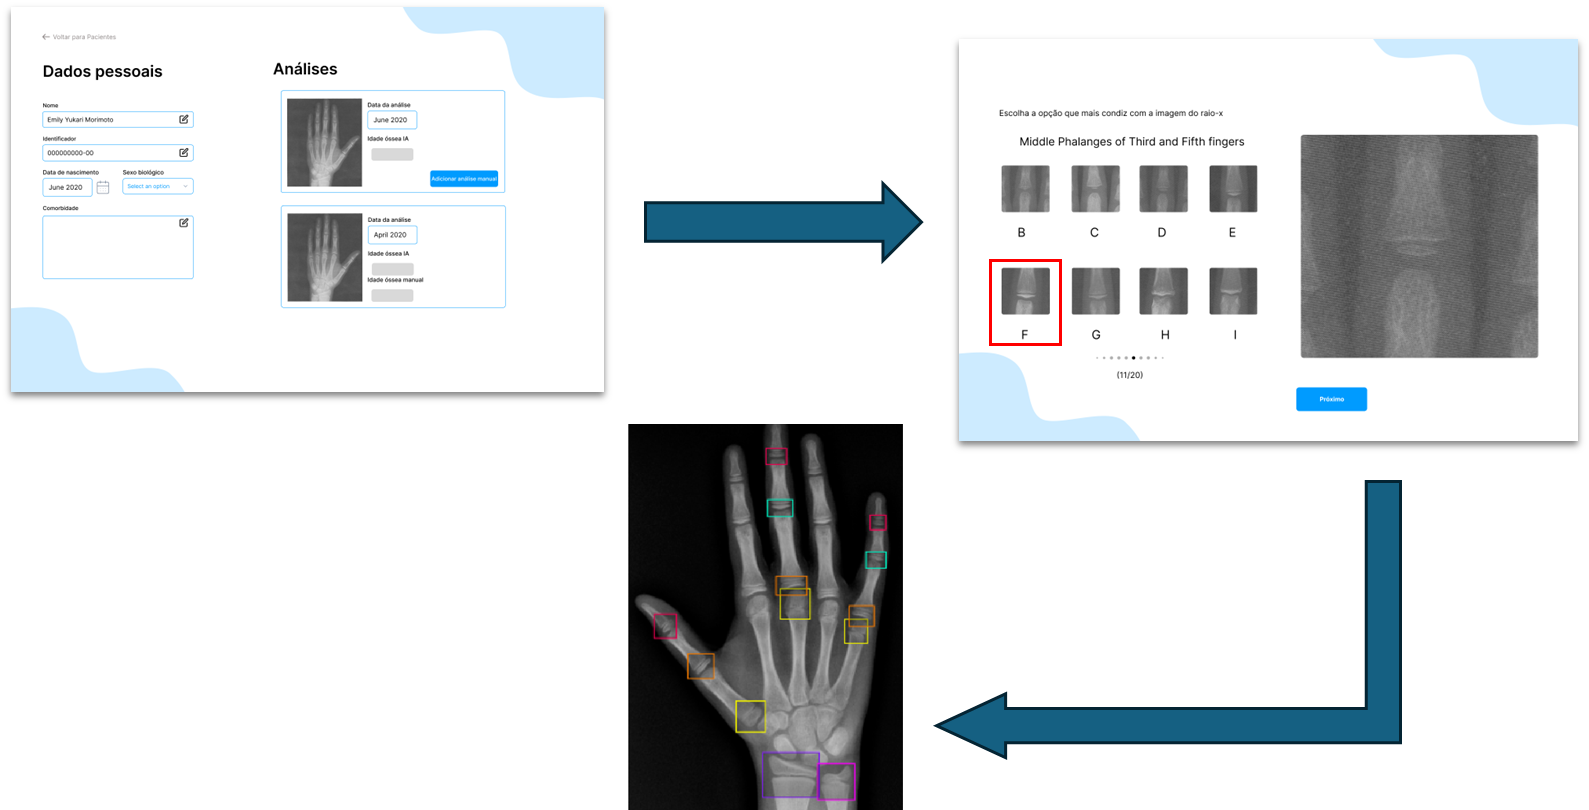 ← Voltar para Pacientes
Dados pessoais
Nome
Emily Yukari Morimoto
Identificador
000000000-00
Data de nascimento
Sexo biológico
June 2020
Select an option
Comorbidade
Análises
Data da análise
June 2020
Idade óssea IA
Adicionar análise manual
Data da análise
April 2020
Idade óssea IA
Idade óssea manual
Escolha a opção que mais condiz com a imagem do raio-x
Middle Phalanges of Third and Fifth fingers
B C D E
F G H I
(11/20)
Próximo